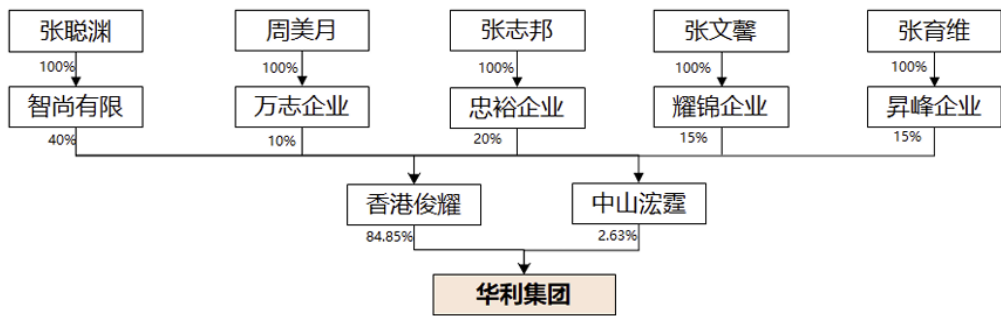 张聪渊
周美月
张志邦
张文馨
张育维
100%
100%
100%
100%
100%
智尚有限
万志企业
忠裕企业
耀锦企业
昇峰企业
40%
10%
20%
15%
15%
香港俊耀
中山浤霆
84.85%
2.63%
华利集团